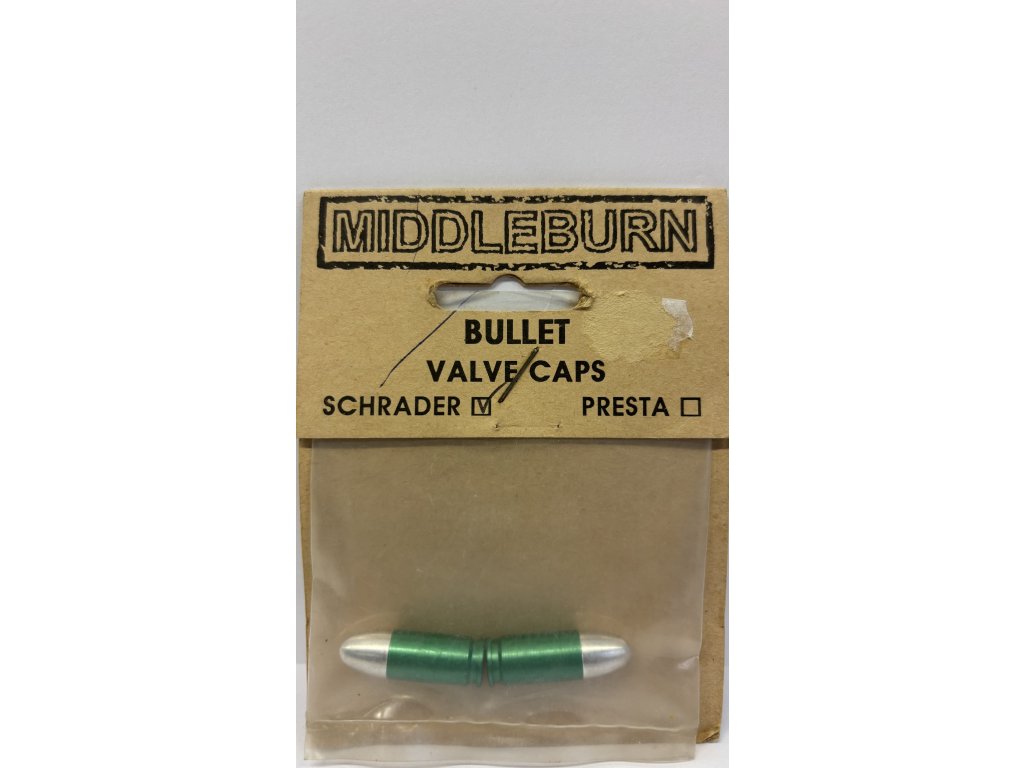 MIDDLEBURN
BULLET
VALVE CAPS
SCHRADER ☑ PRESTA ☐